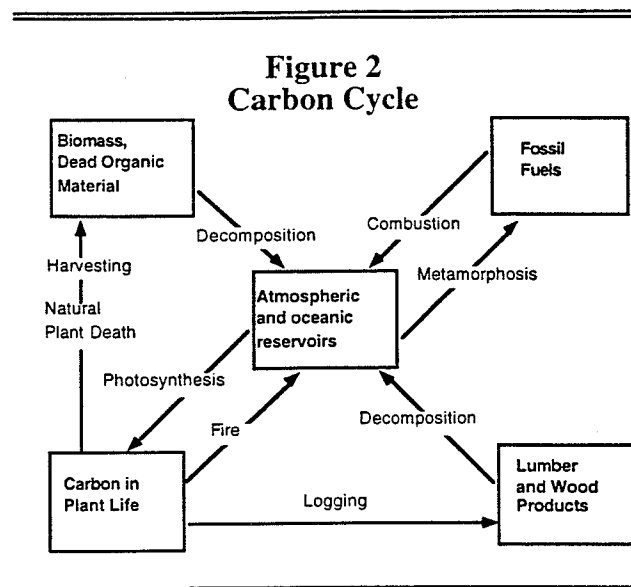 Figure 2
Carbon Cycle
Biomass,
Dead Organic
Material
Fossil
Fuels
Decomposition
Combustion
Harvesting
Metamorphosis
Natural
Plant Death
Atmospheric
and oceanic
reservoirs
Photosynthesis
Fire
Decomposition
Carbon in
Plant Life
Logging
Lumber
and Wood
Products